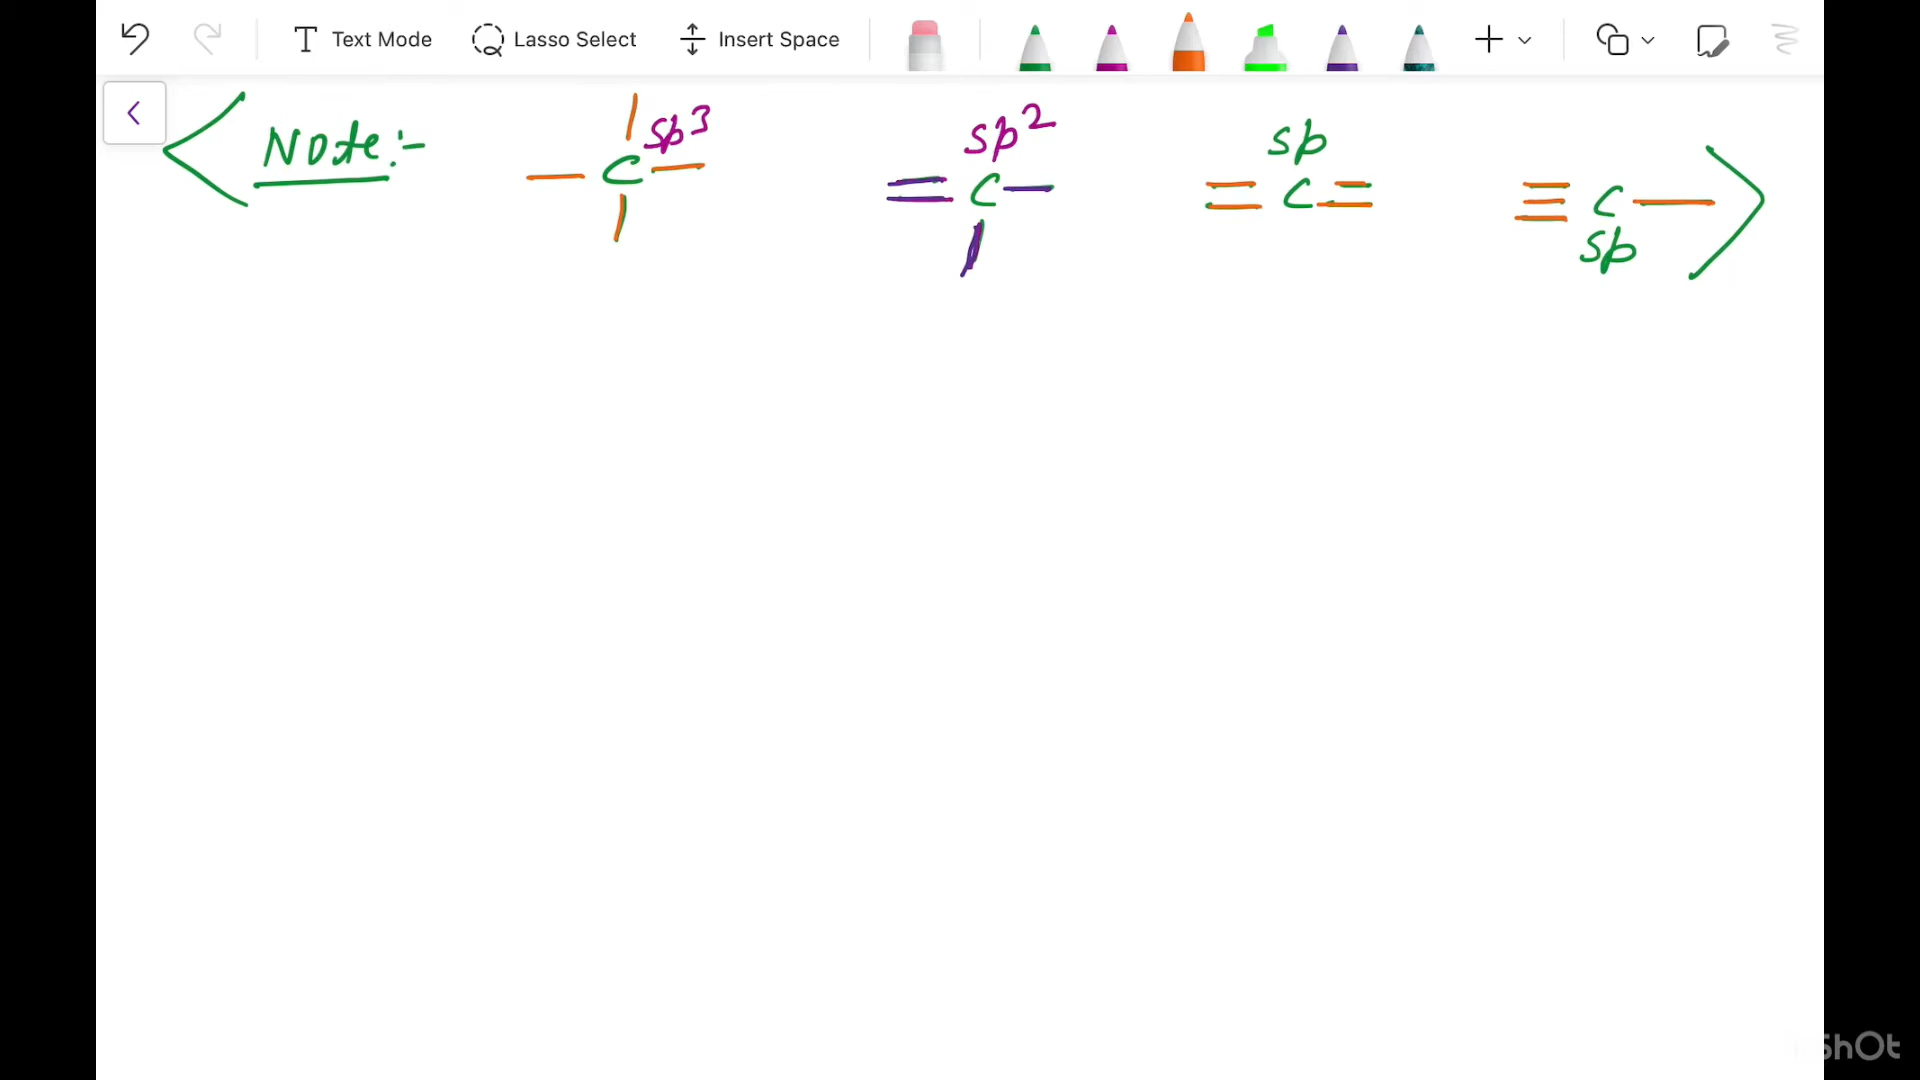 Text Mode Lasso Select Insert Space
Note:- sp³ sp² sp
— C — = C — = C = ≡ C —
sp
shOt